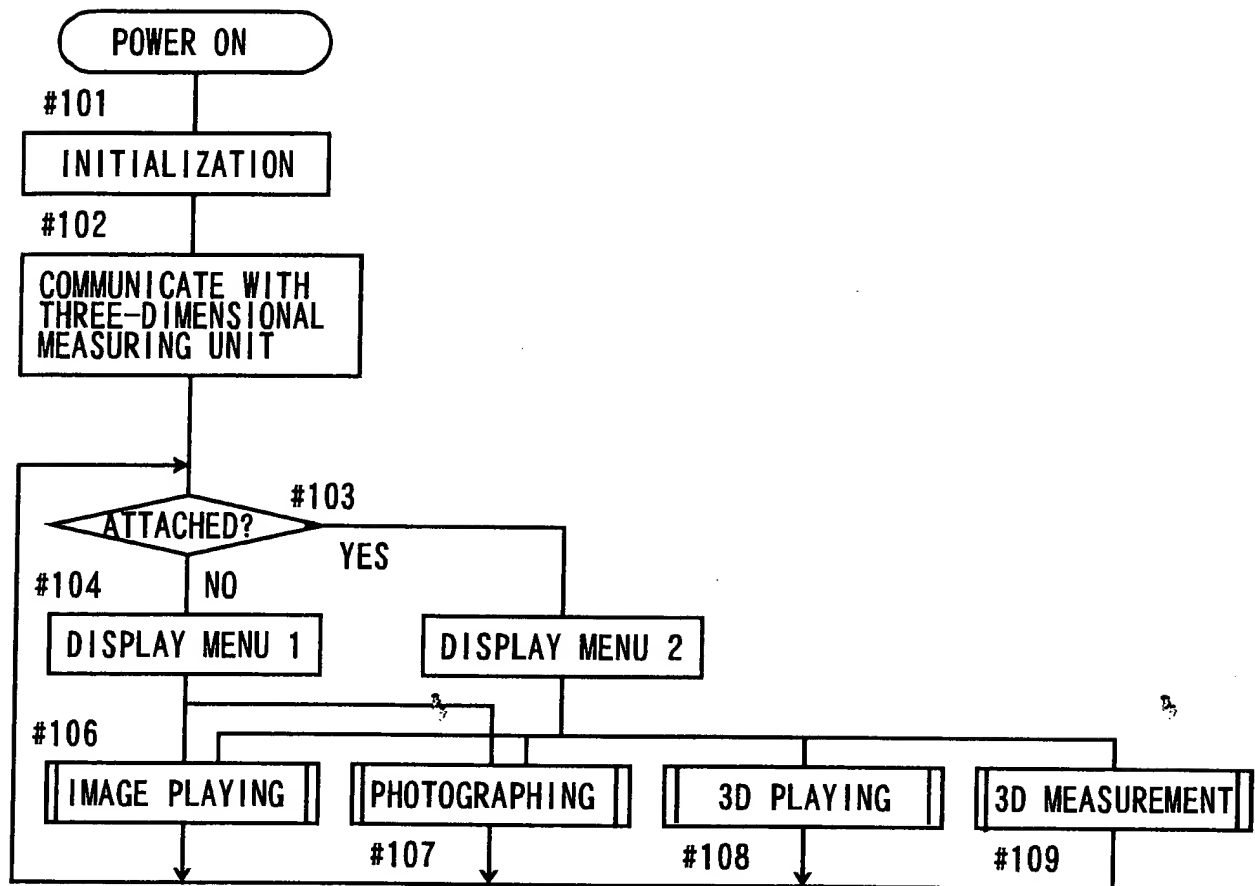 POWER ON
#101
INITIALIZATION
#102
COMMUNICATE WITH
THREE-DIMENSIONAL
MEASURING UNIT
#103
ATTACHED?
YES
#104
NO
DISPLAY MENU 1
DISPLAY MENU 2
#106
IMAGE PLAYING
PHOTOGRAPHING
3D PLAYING
3D MEASUREMENT
#107
#108
#109